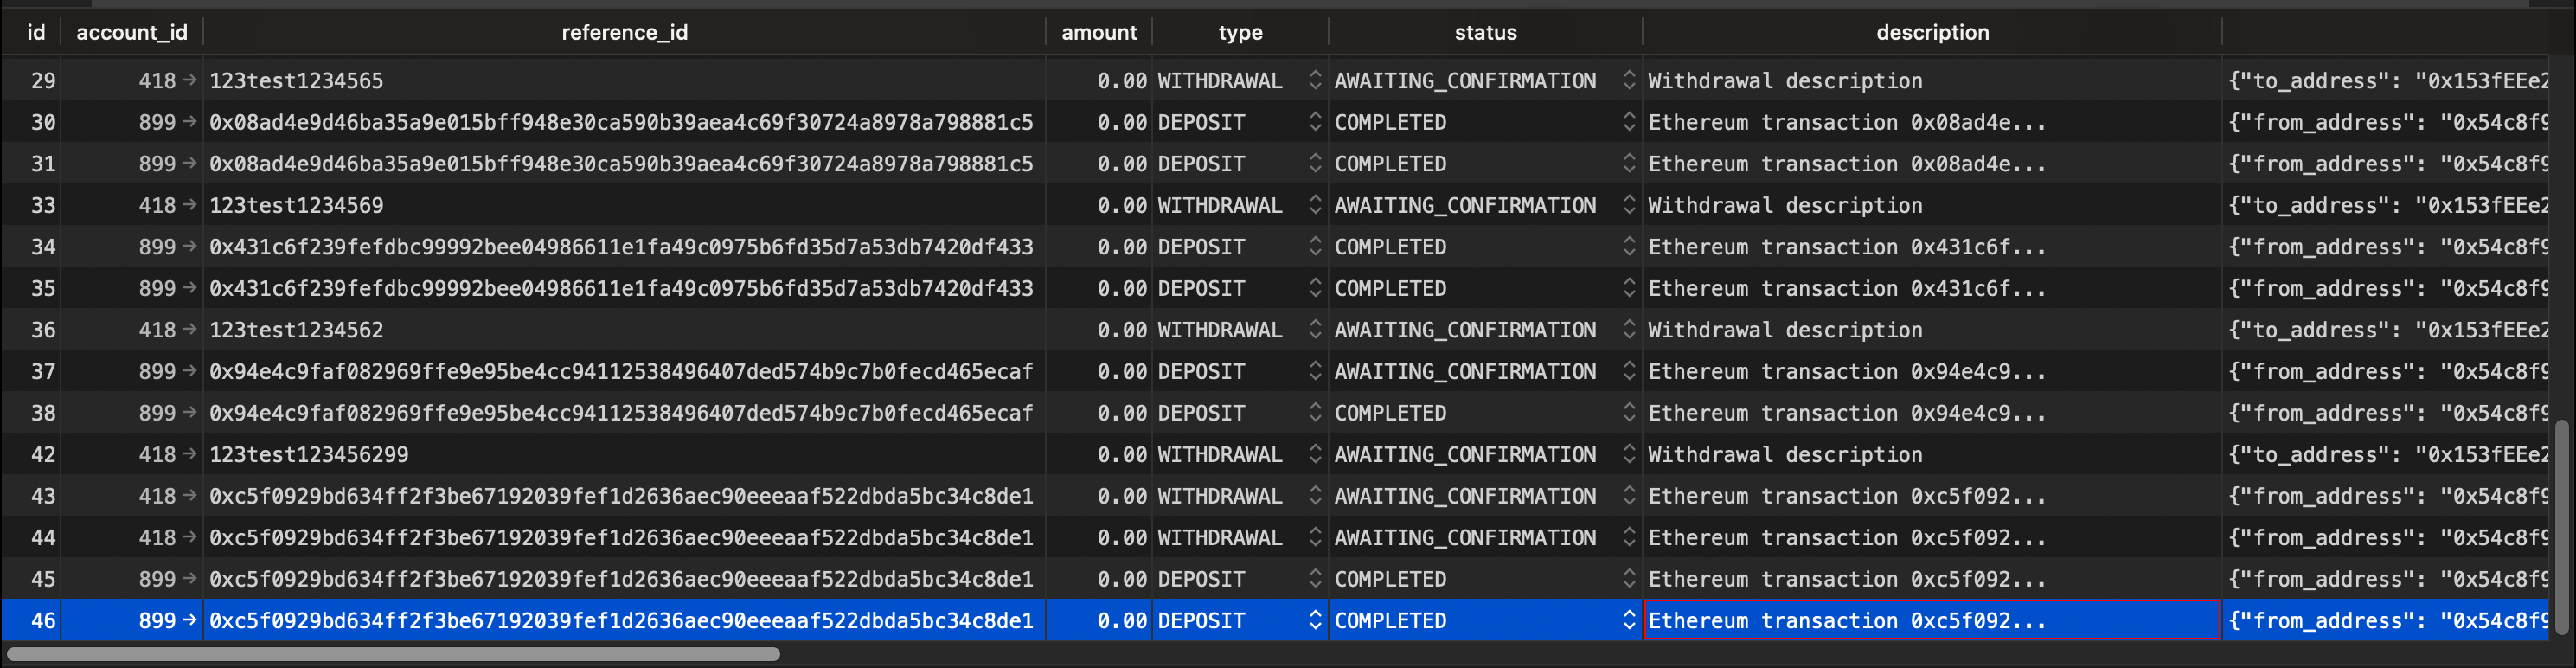 id account_id reference_id amount type status description
29 418 → 123test1234565 0.00 WITHDRAWAL AWAITING_CONFIRMATION Withdrawal description {"to_address": "0x153fEEe2
30 899 → 0x08ad4e9d46ba35a9e015bff948e30ca590b39aea4c69f30724a8978a798881c5 0.00 DEPOSIT COMPLETED Ethereum transaction 0x08ad4e... {"from_address": "0x54c8f9
31 899 → 0x08ad4e9d46ba35a9e015bff948e30ca590b39aea4c69f30724a8978a798881c5 0.00 DEPOSIT COMPLETED Ethereum transaction 0x08ad4e... {"from_address": "0x54c8f9
33 418 → 123test1234569 0.00 WITHDRAWAL AWAITING_CONFIRMATION Withdrawal description {"to_address": "0x153fEEe2
34 899 → 0x431c6f239fefdbc99992bee04986611e1fa49c0975b6fd35d7a53db7420df433 0.00 DEPOSIT COMPLETED Ethereum transaction 0x431c6f... {"from_address": "0x54c8f9
35 899 → 0x431c6f239fefdbc99992bee04986611e1fa49c0975b6fd35d7a53db7420df433 0.00 DEPOSIT COMPLETED Ethereum transaction 0x431c6f... {"from_address": "0x54c8f9
36 418 → 123test1234562 0.00 WITHDRAWAL AWAITING_CONFIRMATION Withdrawal description {"to_address": "0x153fEEe2
37 899 → 0x94e4c9faf082969ffe9e95be4cc94112538496407ded574b9c7b0fecd465ecaf 0.00 DEPOSIT AWAITING_CONFIRMATION Ethereum transaction 0x94e4c9... {"from_address": "0x54c8f9
38 899 → 0x94e4c9faf082969ffe9e95be4cc94112538496407ded574b9c7b0fecd465ecaf 0.00 DEPOSIT COMPLETED Ethereum transaction 0x94e4c9... {"from_address": "0x54c8f9
42 418 → 123test123456299 0.00 WITHDRAWAL AWAITING_CONFIRMATION Withdrawal description {"to_address": "0x153fEEe2
43 418 → 0xc5f0929bd634ff2f3be67192039fef1d2636aec90eeeaaf522dbda5bc34c8de1 0.00 WITHDRAWAL AWAITING_CONFIRMATION Ethereum transaction 0xc5f092... {"from_address": "0x54c8f9
44 418 → 0xc5f0929bd634ff2f3be67192039fef1d2636aec90eeeaaf522dbda5bc34c8de1 0.00 WITHDRAWAL AWAITING_CONFIRMATION Ethereum transaction 0xc5f092... {"from_address": "0x54c8f9
45 899 → 0xc5f0929bd634ff2f3be67192039fef1d2636aec90eeeaaf522dbda5bc34c8de1 0.00 DEPOSIT COMPLETED Ethereum transaction 0xc5f092... {"from_address": "0x54c8f9
46 899 → 0xc5f0929bd634ff2f3be67192039fef1d2636aec90eeeaaf522dbda5bc34c8de1 0.00 DEPOSIT COMPLETED Ethereum transaction 0xc5f092... {"from_address": "0x54c8f9